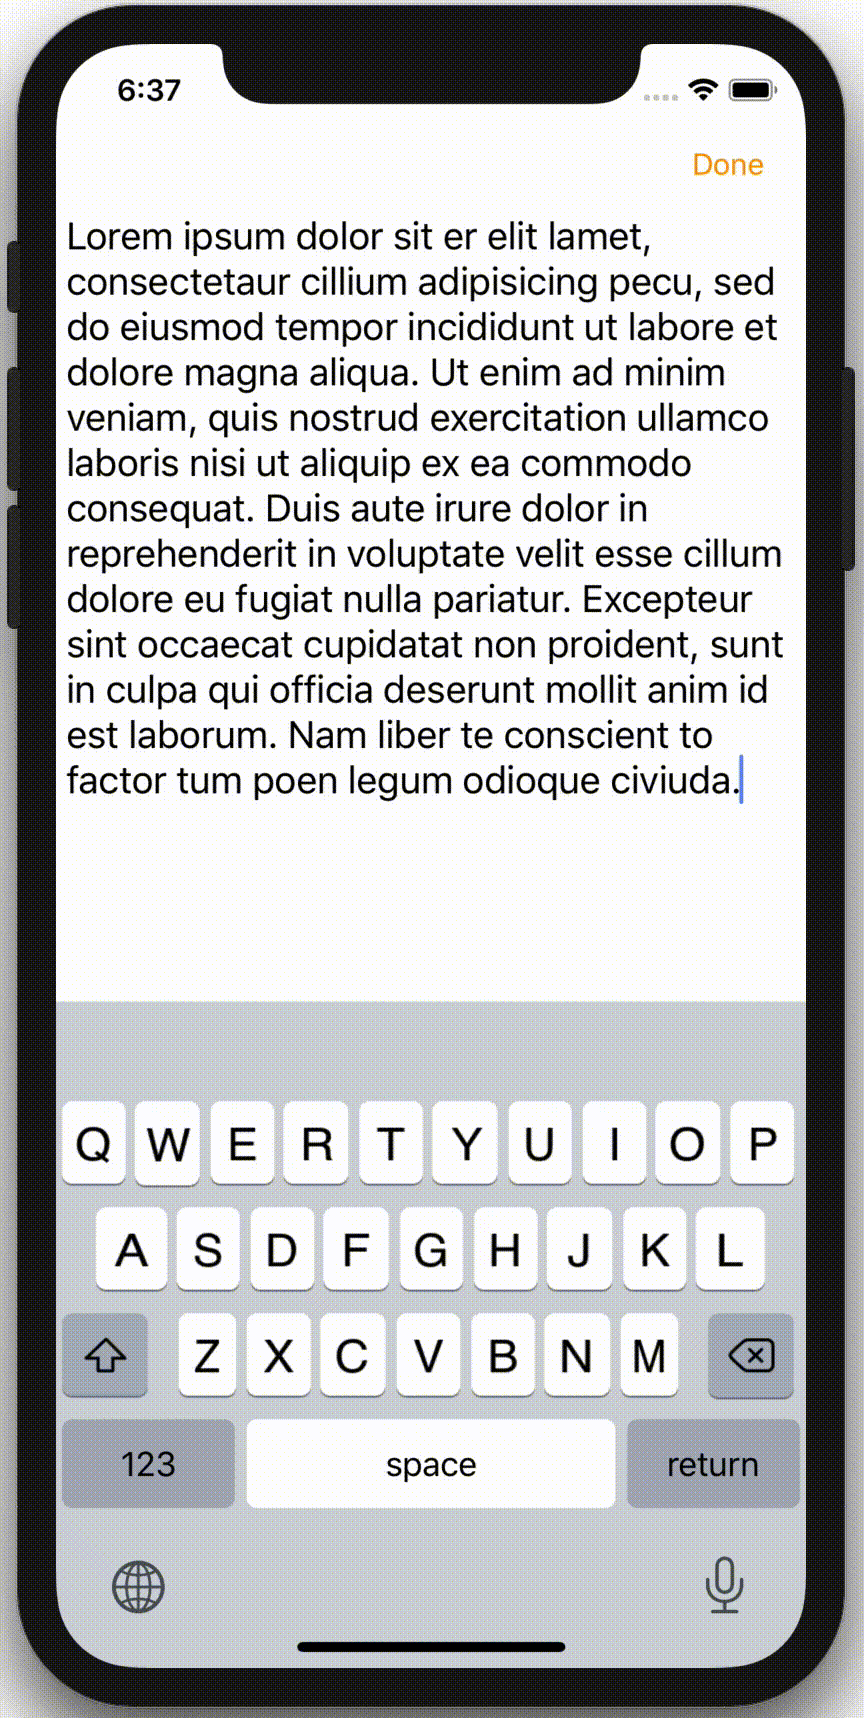 6:37
Done
Lorem ipsum dolor sit er elit lamet,
consectetaur cillium adipisicing pecu, sed
do eiusmod tempor incididunt ut labore et
dolore magna aliqua. Ut enim ad minim
veniam, quis nostrud exercitation ullamco
laboris nisi ut aliquip ex ea commodo
consequat. Duis aute irure dolor in
reprehenderit in voluptate velit esse cillum
dolore eu fugiat nulla pariatur. Excepteur
sint occaecat cupidatat non proident, sunt
in culpa qui officia deserunt mollit anim id
est laborum. Nam liber te conscient to
factor tum poen legum odioque civiuda.
Q W E R T Y U I O P
A S D F G H J K L
Z X C V B N M
123 space return